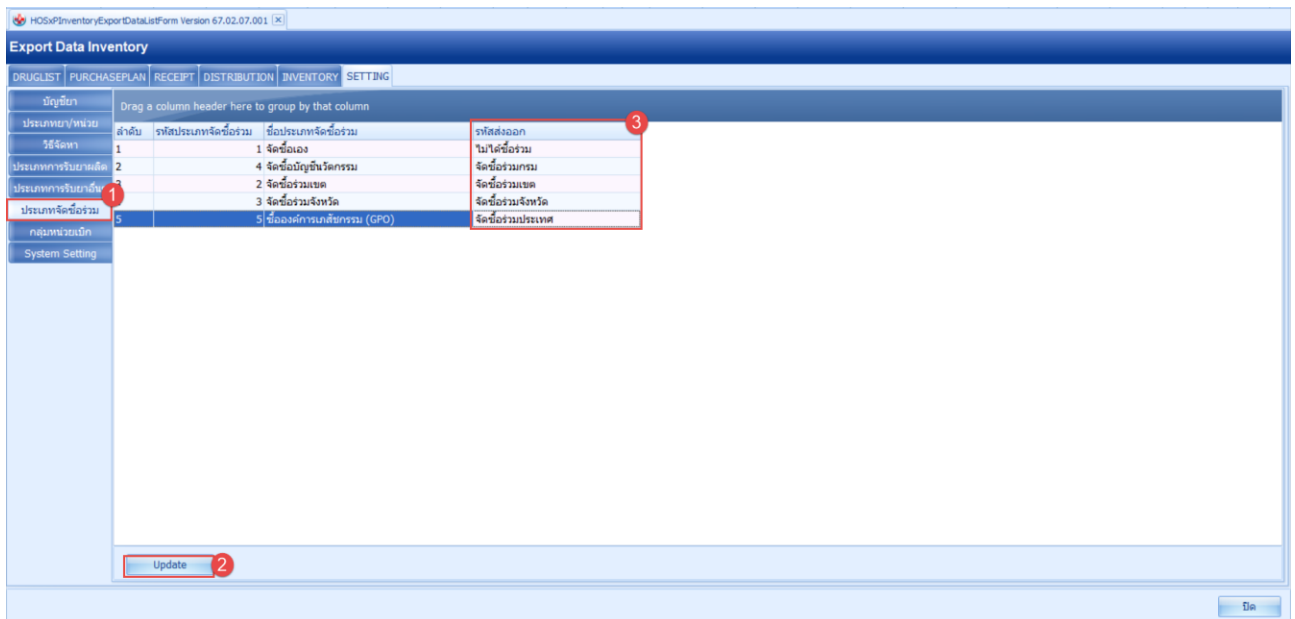 HOSxPInventoryExportDataListForm Version 67.02.07.001
Export Data Inventory
DRUGLIST PURCHASEPLAN RECEIPT DISTRIBUTION INVENTORY SETTING
บัญชียา
ประเภทยา/หน่วย
วิธีจัดหา
ประเภทการรับยาผลิต
ประเภทการรับยาอื่นๆ
ประเภทจัดซื้อร่วม
กลุ่มหน่วยเบิก
System Setting
Drag a column header here to group by that column
ลำดับ รหัสประเภทจัดซื้อร่วม ชื่อประเภทจัดซื้อร่วม รหัสส่งออก
1 1 จัดซื้อเอง ไม่ได้ซื้อร่วม
2 4 จัดซื้อบัญชีนวัตกรรม จัดซื้อร่วมกรม
2 จัดซื้อร่วมเขต จัดซื้อร่วมเขต
3 จัดซื้อร่วมจังหวัด จัดซื้อร่วมจังหวัด
5 5 ซื้อองค์การเภสัชกรรม (GPO) จัดซื้อร่วมประเทศ
1
3
Update 2
ปิด